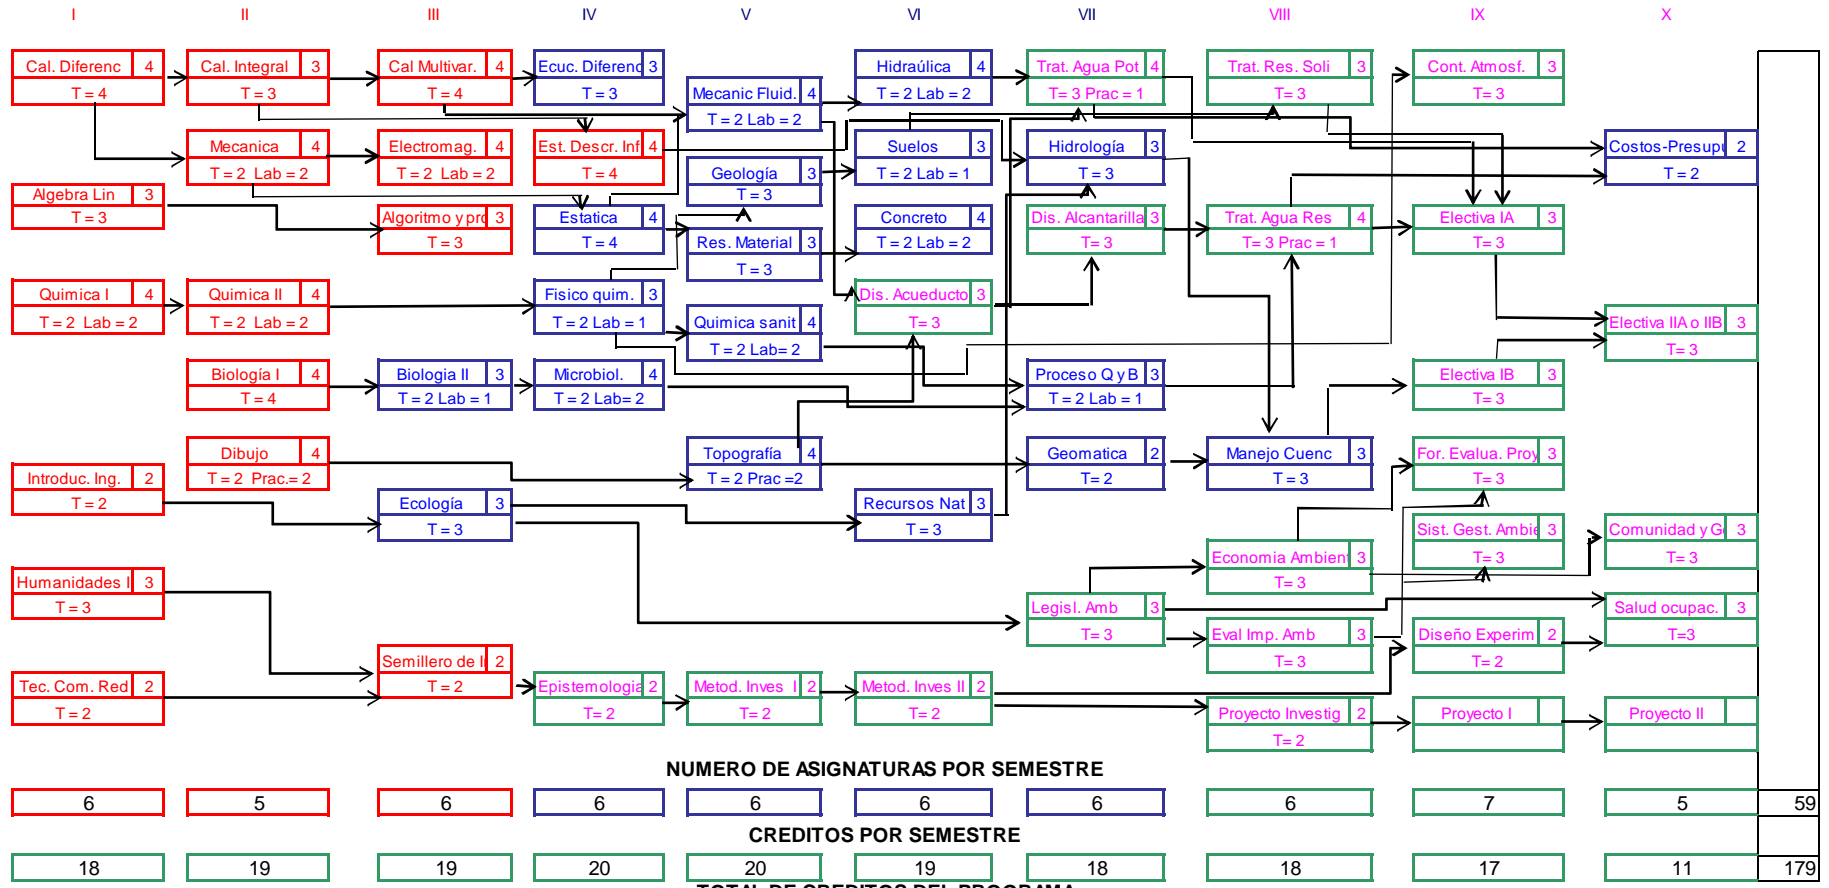 I II III IV V VI VII VIII IX X
Cal. Diferenc 4
T = 4
Algebra Lin 3
T = 3
Quimica I 4
T = 2 Lab = 2
Introduc. Ing. 2
T = 2
Humanidades I 3
T = 3
Tec. Com. Red 2
T = 2
Cal. Integral 3
T = 3
Mecanica 4
T = 2 Lab = 2
Quimica II 4
T = 2 Lab = 2
Biología I 4
T = 4
Dibujo 4
T = 2 Prac.= 2
Cal Multivar. 4
T = 4
Electromag. 4
T = 2 Lab = 2
Algoritmo y pro 3
T = 3
Biologia II 3
T = 2 Lab = 1
Ecología 3
T = 3
Semillero de I 2
T = 2
Ecuc. Diferenc 3
T = 3
Est. Descr. Inf 4
T = 4
Estatica 4
T = 4
Fisico quim. 3
T = 2 Lab = 1
Microbiol. 4
T = 2 Lab= 2
Epistemologia 2
T= 2
Mecanic Fluid. 4
T = 2 Lab = 2
Geología 3
T = 3
Res. Material 3
T = 3
Quimica sanit 4
T = 2 Lab= 2
Topografía 4
T = 2 Prac =2
Metod. Inves I 2
T= 2
Hidraúlica 4
T = 2 Lab = 2
Suelos 3
T = 2 Lab = 1
Concreto 4
T = 2 Lab = 2
Dis. Acueducto 3
T= 3
Recursos Nat 3
T = 3
Metod. Inves II 2
T= 2
Trat. Agua Pot 4
T= 3 Prac = 1
Hidrología 3
T = 3
Dis. Alcantarilla 3
T= 3
Proceso Q y B 3
T = 2 Lab = 1
Geomatica 2
T= 2
Legisl. Amb 3
T= 3
Trat. Res. Soli 3
T= 3
Trat. Agua Res 4
T= 3 Prac = 1
Manejo Cuenc 3
T= 3
Economia Ambien 3
T= 3
Eval Imp. Amb 3
T= 3
Proyecto Investig 2
T= 2
Cont. Atmosf. 3
T= 3
Electiva IA 3
T= 3
Electiva IB 3
T= 3
For. Evalua. Proy 3
T= 3
Sist. Gest. Ambie 3
T= 3
Diseño Experim 2
T= 2
Proyecto I
Costos-Presupu 2
T= 2
Electiva IIA o IIB 3
T= 3
Comunidad y G 3
T= 3
Salud ocupac. 3
T=3
Proyecto II
NUMERO DE ASIGNATURAS POR SEMESTRE
6 5 6 6 6 6 6 6 7 5 59
CREDITOS POR SEMESTRE
18 19 19 20 20 19 18 18 17 11 179
TOTAL DE CREDITOS DEL PROGRAMA